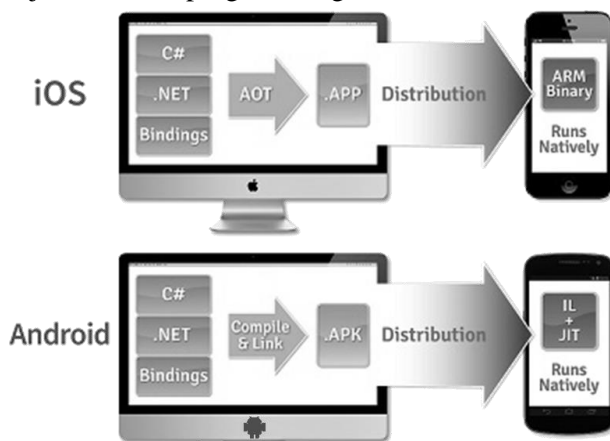 C#
iOS
.NET
AOT
.APP
Distribution
ARM
Binary
Bindings
Runs
Natively
C#
Android
.NET
Compile
& Link
.APK
Distribution
IL
+
JIT
Bindings
Runs
Natively